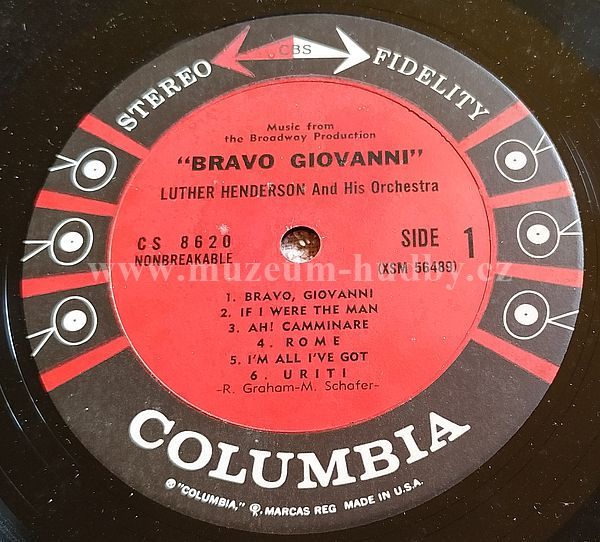 CBS
STEREO FIDELITY
Music from
the Broadway Production
"BRAVO GIOVANNI"
LUTHER HENDERSON And His Orchestra
CS 8620
NONBREAKABLE
SIDE 1
(XSM 56489)
www.muzeum-hudby.cz
1. BRAVO, GIOVANNI
2. IF I WERE THE MAN
3. AH! CAMMINARE
4. ROME
5. I'M ALL I'VE GOT
6. URITI
-R. Graham-M. Schafer-
COLUMBIA
® "COLUMBIA," ®, MARCAS REG MADE IN U.S.A.